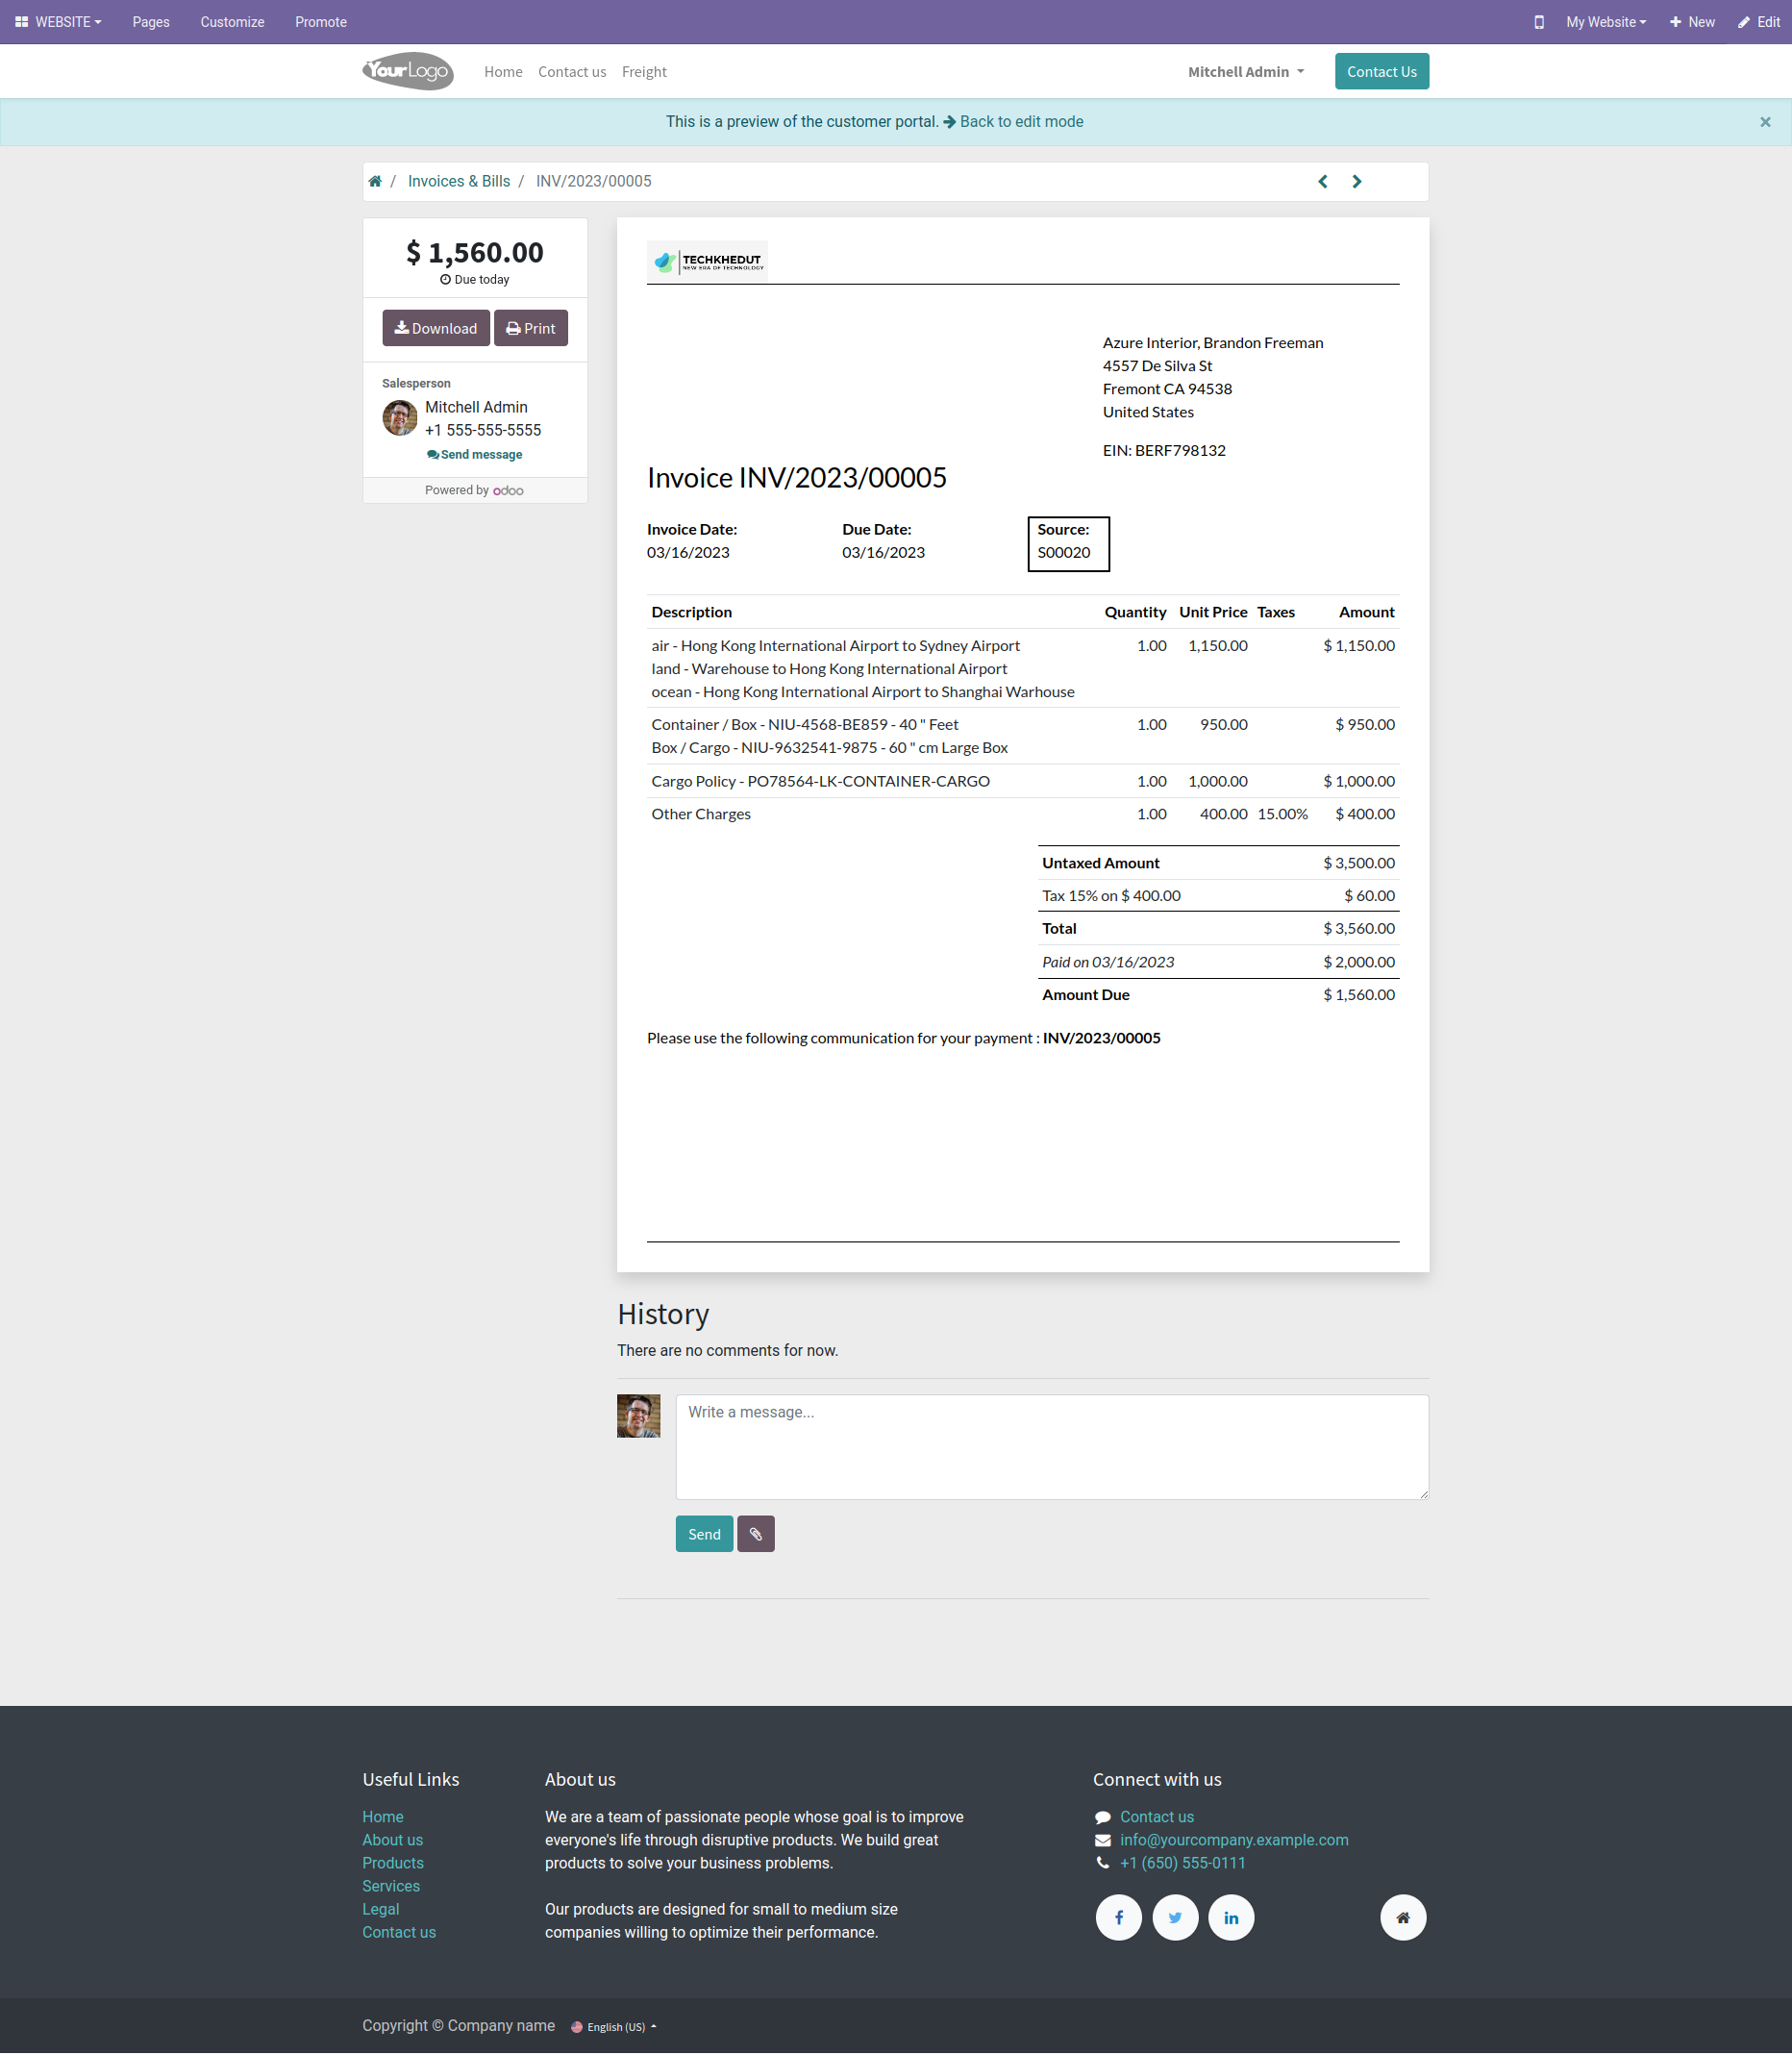 WEBSITE Pages Customize Promote My Website New Edit
YourLogo Home Contact us Freight Mitchell Admin Contact Us
This is a preview of the customer portal. Back to edit mode ×
/ Invoices & Bills / INV/2023/00005
$ 1,560.00
Due today
Download Print
Salesperson
Mitchell Admin
+1 555-555-5555
Send message
Powered by odoo
TECHKHEDUT
NEW ERA OF TECHNOLOGY
Azure Interior, Brandon Freeman
4557 De Silva St
Fremont CA 94538
United States
EIN: BERF798132
Invoice INV/2023/00005
Invoice Date: Due Date: Source:
03/16/2023 03/16/2023 S00020
Description Quantity Unit Price Taxes Amount
air - Hong Kong International Airport to Sydney Airport 1.00 1,150.00 $ 1,150.00
land - Warehouse to Hong Kong International Airport
ocean - Hong Kong International Airport to Shanghai Warhouse
Container / Box - NIU-4568-BE859 - 40 " Feet 1.00 950.00 $ 950.00
Box / Cargo - NIU-9632541-9875 - 60 " cm Large Box
Cargo Policy - PO78564-LK-CONTAINER-CARGO 1.00 1,000.00 $ 1,000.00
Other Charges 1.00 400.00 15.00% $ 400.00
Untaxed Amount $ 3,500.00
Tax 15% on $ 400.00 $ 60.00
Total $ 3,560.00
Paid on 03/16/2023 $ 2,000.00
Amount Due $ 1,560.00
Please use the following communication for your payment : INV/2023/00005
History
There are no comments for now.
Write a message...
Send
Useful Links
Home
About us
Products
Services
Legal
Contact us
About us
We are a team of passionate people whose goal is to improve
everyone's life through disruptive products. We build great
products to solve your business problems.
Our products are designed for small to medium size
companies willing to optimize their performance.
Connect with us
Contact us
info@yourcompany.example.com
+1 (650) 555-0111
Copyright © Company name English (US)